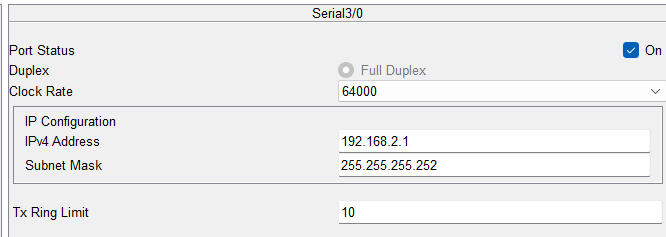 Serial3/0
Port Status On
Duplex Full Duplex
Clock Rate 64000
IP Configuration
IPv4 Address 192.168.2.1
Subnet Mask 255.255.255.252
Tx Ring Limit 10